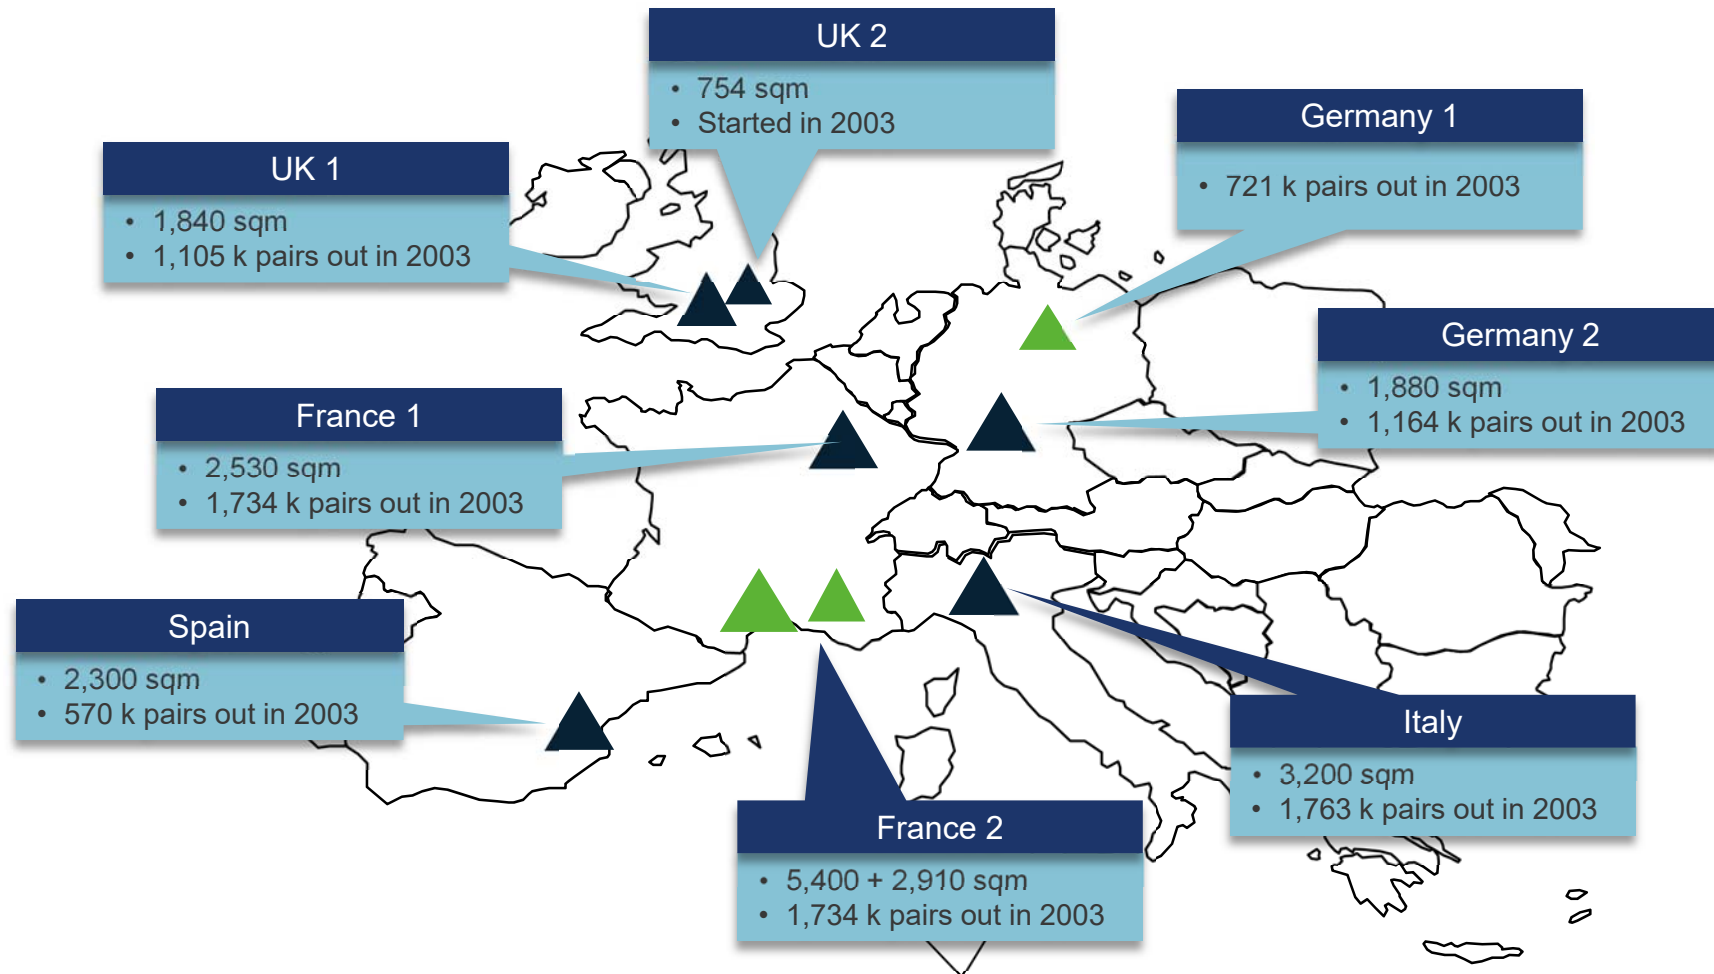 UK 2
• 754 sqm
• Started in 2003
Germany 1
• 721 k pairs out in 2003
UK 1
• 1,840 sqm
• 1,105 k pairs out in 2003
Germany 2
• 1,880 sqm
• 1,164 k pairs out in 2003
France 1
• 2,530 sqm
• 1,734 k pairs out in 2003
Spain
• 2,300 sqm
• 570 k pairs out in 2003
Italy
• 3,200 sqm
• 1,763 k pairs out in 2003
France 2
• 5,400 + 2,910 sqm
• 1,734 k pairs out in 2003